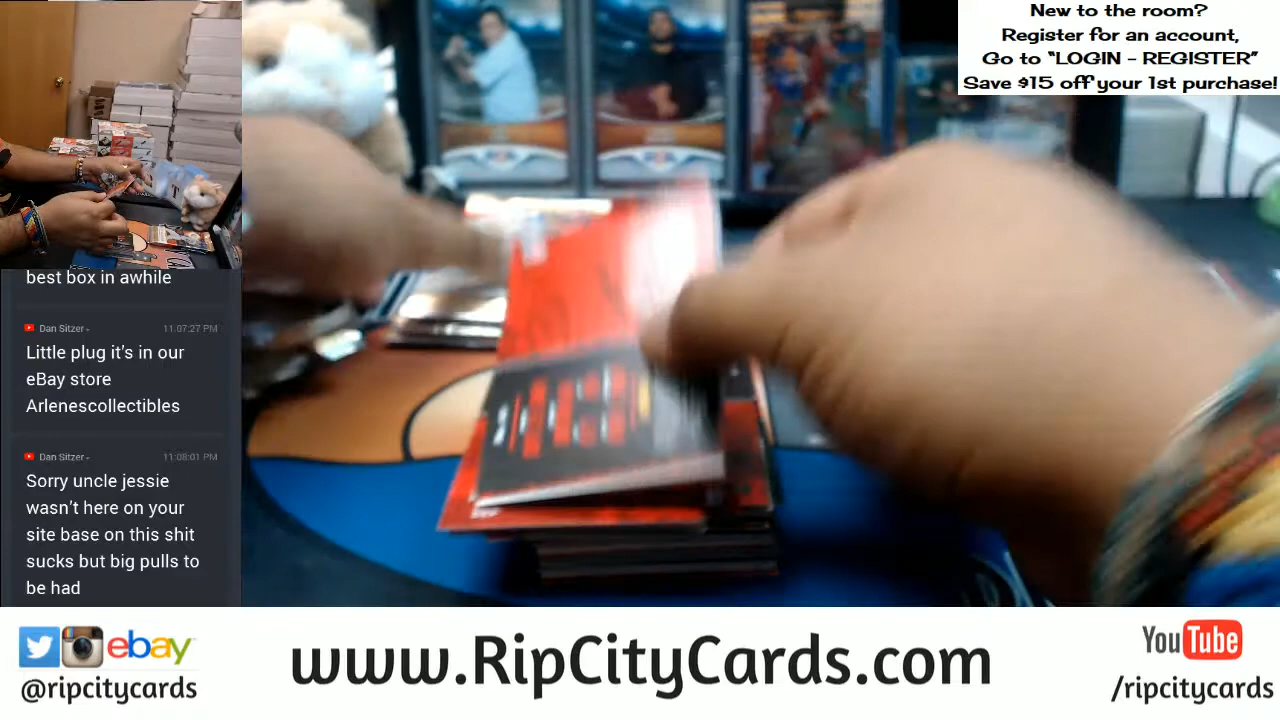 New to the room?
Register for an account,
Go to “LOGIN - REGISTER”
Save $15 off your 1st purchase!
best box in awhile
Dan Sitzer
11:07:27 PM
Little plug it’s in our
eBay store
Arlenescollectibles
Dan Sitzer
11:08:01 PM
Sorry uncle jessie
wasn’t here on your
site base on this shit
sucks but big pulls to
be had
ebay
@ripcitycards
www.RipCityCards.com
YouTube
/ripcitycards